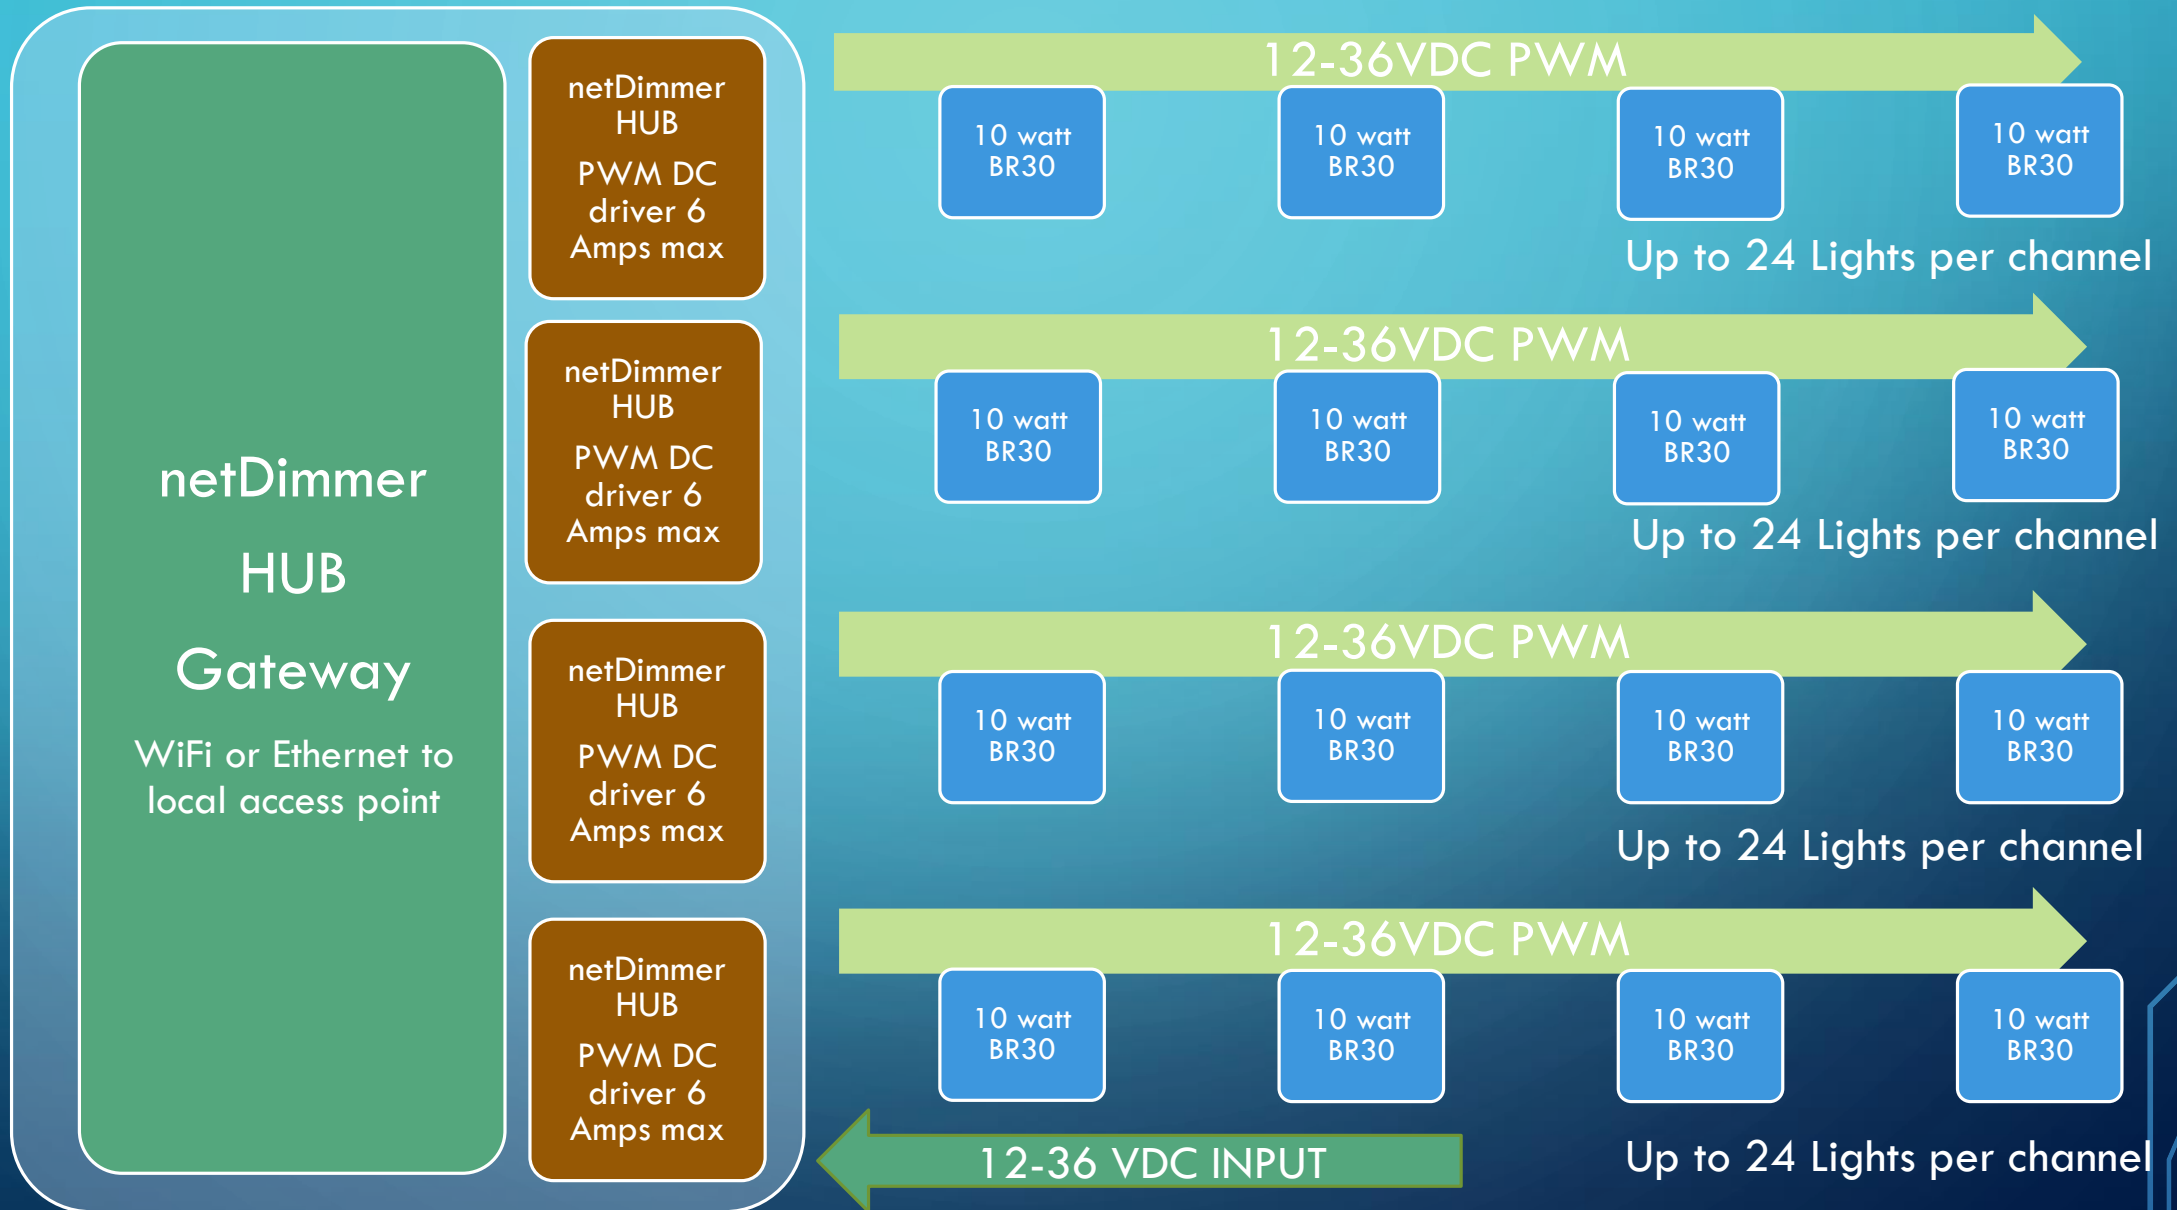 netDimmer
HUB
Gateway
WiFi or Ethernet to
local access point
netDimmer
HUB
PWM DC
driver 6
Amps max
12-36VDC PWM
10 watt
BR30
10 watt
BR30
10 watt
BR30
10 watt
BR30
Up to 24 Lights per channel
netDimmer
HUB
PWM DC
driver 6
Amps max
12-36VDC PWM
10 watt
BR30
10 watt
BR30
10 watt
BR30
10 watt
BR30
Up to 24 Lights per channel
netDimmer
HUB
PWM DC
driver 6
Amps max
12-36VDC PWM
10 watt
BR30
10 watt
BR30
10 watt
BR30
10 watt
BR30
Up to 24 Lights per channel
netDimmer
HUB
PWM DC
driver 6
Amps max
12-36VDC PWM
10 watt
BR30
10 watt
BR30
10 watt
BR30
10 watt
BR30
Up to 24 Lights per channel
12-36 VDC INPUT